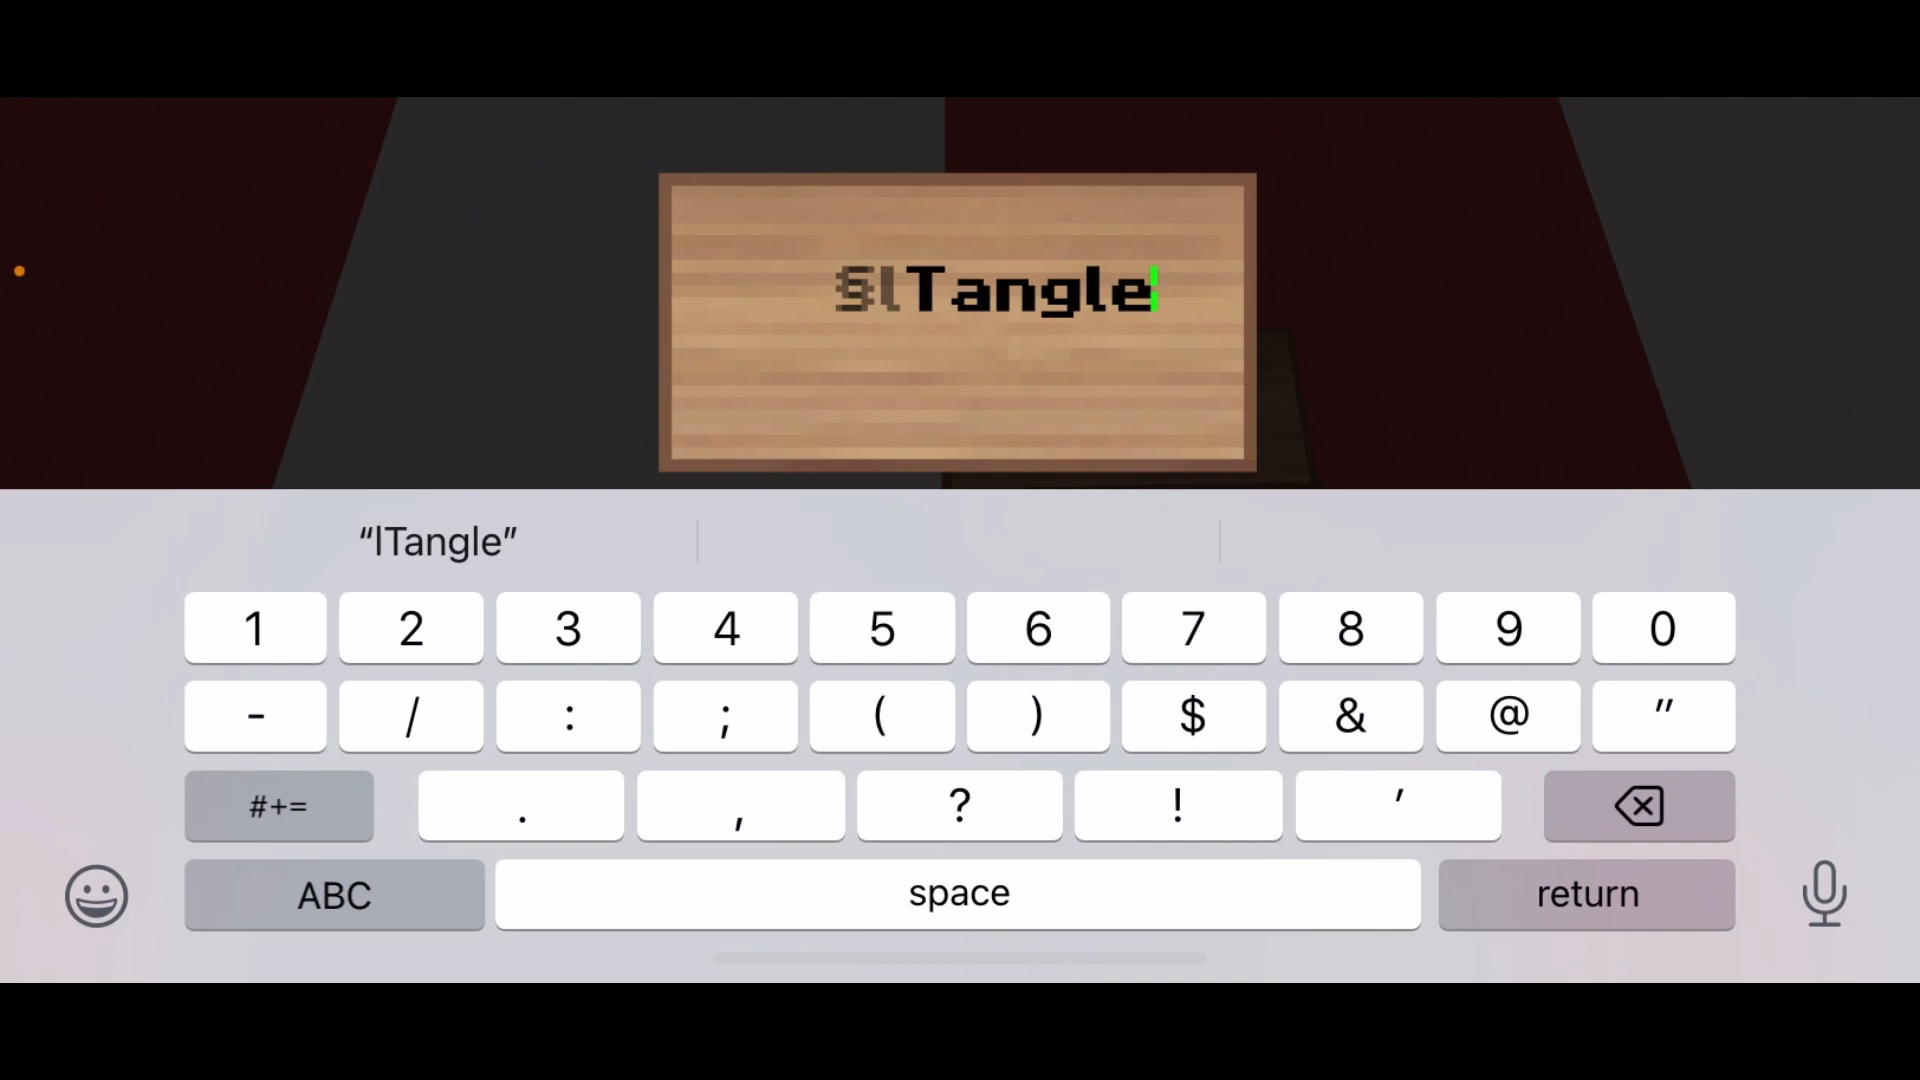 §lTangle
“lTangle”
1 2 3 4 5 6 7 8 9 0
- / : ; ( ) $ & @ "
#+= . , ? ! '
ABC space return